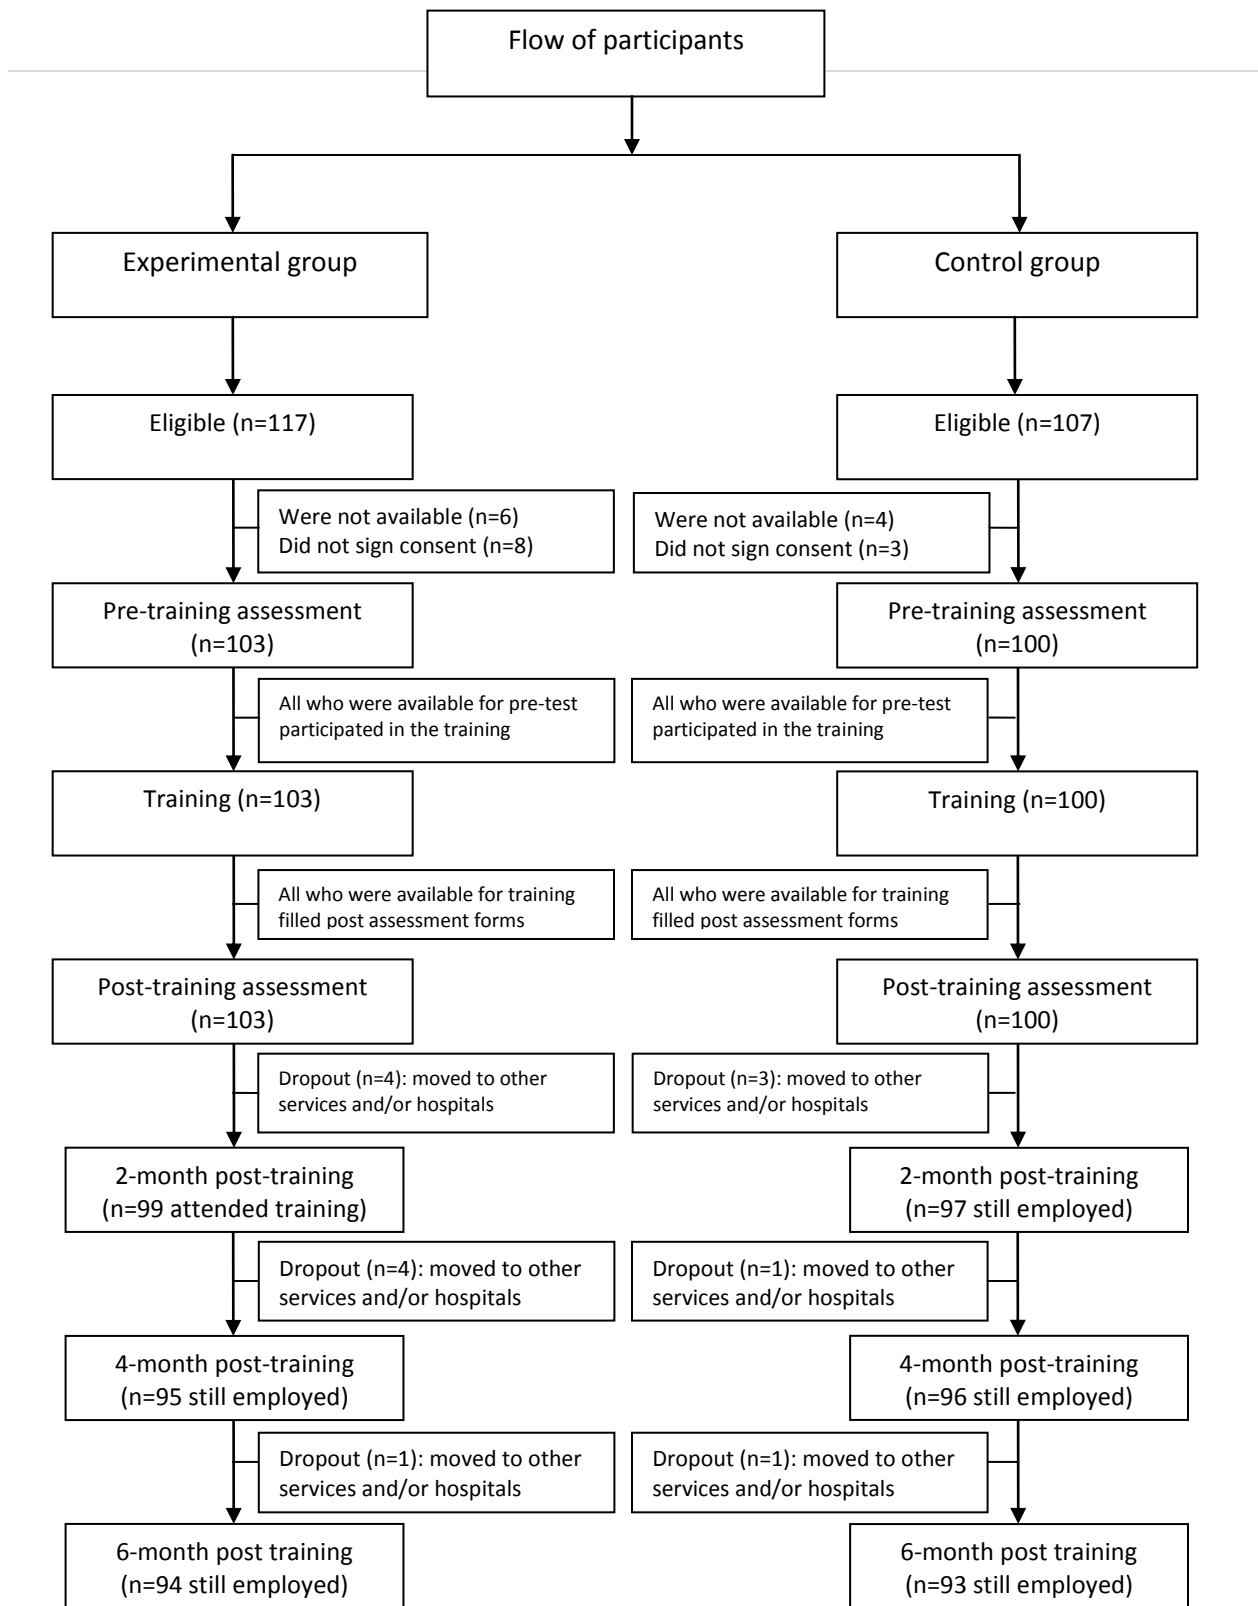 Flow of participants
Experimental group
Control group
Eligible (n=117)
Eligible (n=107)
Were not available (n=6)
Did not sign consent (n=8)
Were not available (n=4)
Did not sign consent (n=3)
Pre-training assessment
(n=103)
Pre-training assessment
(n=100)
All who were available for pre-test
participated in the training
All who were available for pre-test
participated in the training
Training (n=103)
Training (n=100)
All who were available for training
filled post assessment forms
All who were available for training
filled post assessment forms
Post-training assessment
(n=103)
Post-training assessment
(n=100)
Dropout (n=4): moved to other
services and/or hospitals
Dropout (n=3): moved to other
services and/or hospitals
2-month post-training
(n=99 attended training)
2-month post-training
(n=97 still employed)
Dropout (n=4): moved to other
services and/or hospitals
Dropout (n=1): moved to other
services and/or hospitals
4-month post-training
(n=95 still employed)
4-month post-training
(n=96 still employed)
Dropout (n=1): moved to other
services and/or hospitals
Dropout (n=1): moved to other
services and/or hospitals
6-month post training
(n=94 still employed)
6-month post training
(n=93 still employed)